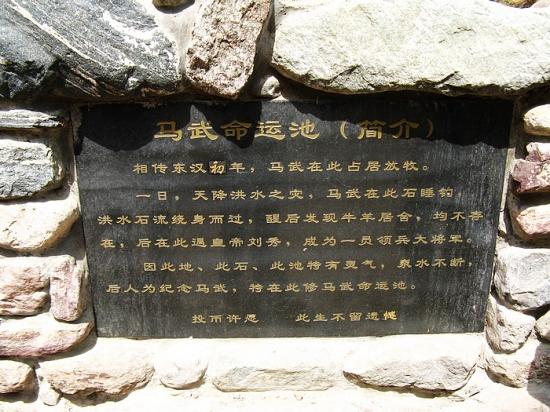 马武命运池（简介）
相传东汉初年，马武在此占居放牧。
一日，天降洪水之灾，马武在此石睡钓
洪水石流绕身而过，醒后发现牛羊居舍，均不存
在，后在此遇皇帝刘秀，成为一员领兵大将军。
因此地、此石、此池特有灵气，泉水不断，
后人为纪念马武，特在此修马武命运池。
投币许愿 此生不留遗憾